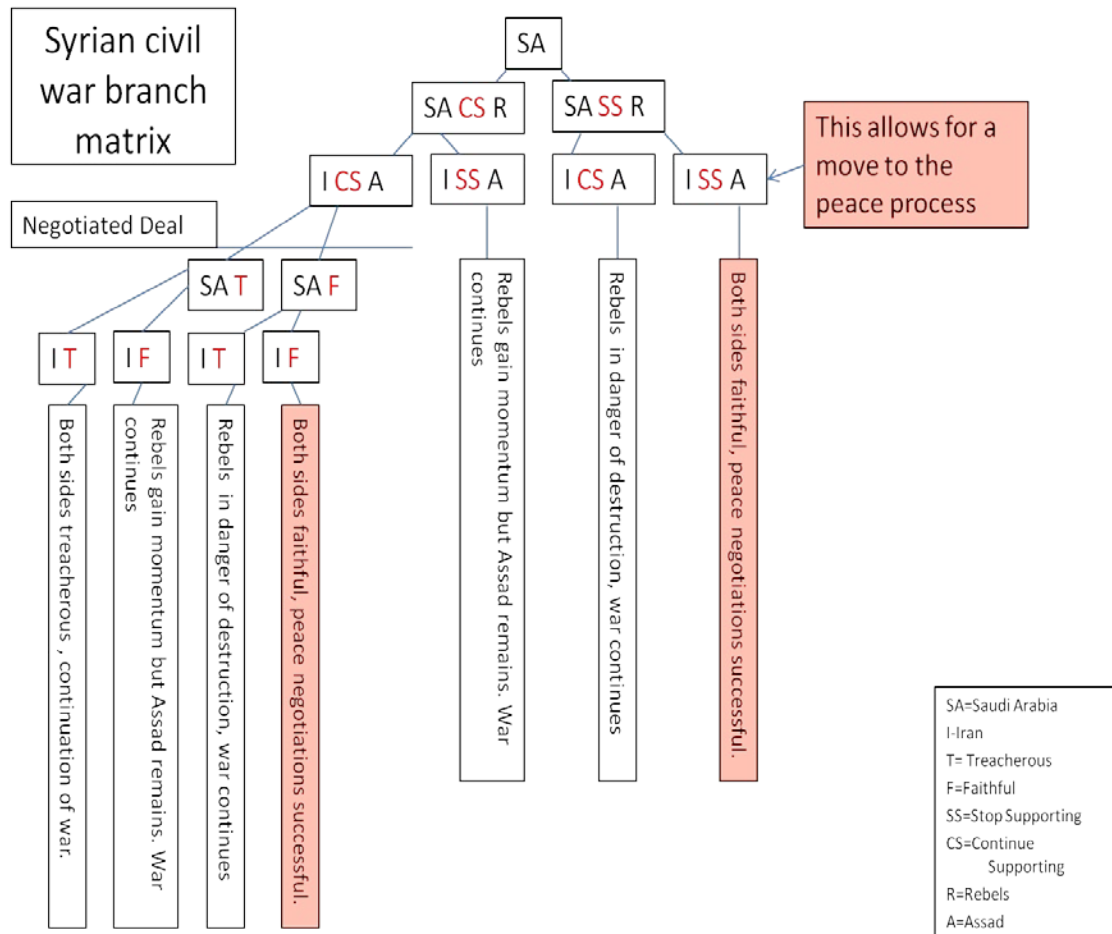 Syrian civil
war branch
matrix
SA
SA CS R
SA SS R
This allows for a
move to the
peace process
I CS A
I SS A
I CS A
I SS A
Negotiated Deal
SA T
SA F
I T
I F
I T
I F
Both sides treacherous , continuation of war.
Rebels gain momentum but Assad remains. War
continues
Rebels in danger of destruction, war continues
Both sides faithful, peace negotiations successful.
Rebels gain momentum but Assad remains. War
continues
Rebels in danger of destruction, war continues
Both sides faithful, peace negotiations successful.
SA=Saudi Arabia
I-Iran
T= Treacherous
F=Faithful
SS=Stop Supporting
CS=Continue
Supporting
R=Rebels
A=Assad